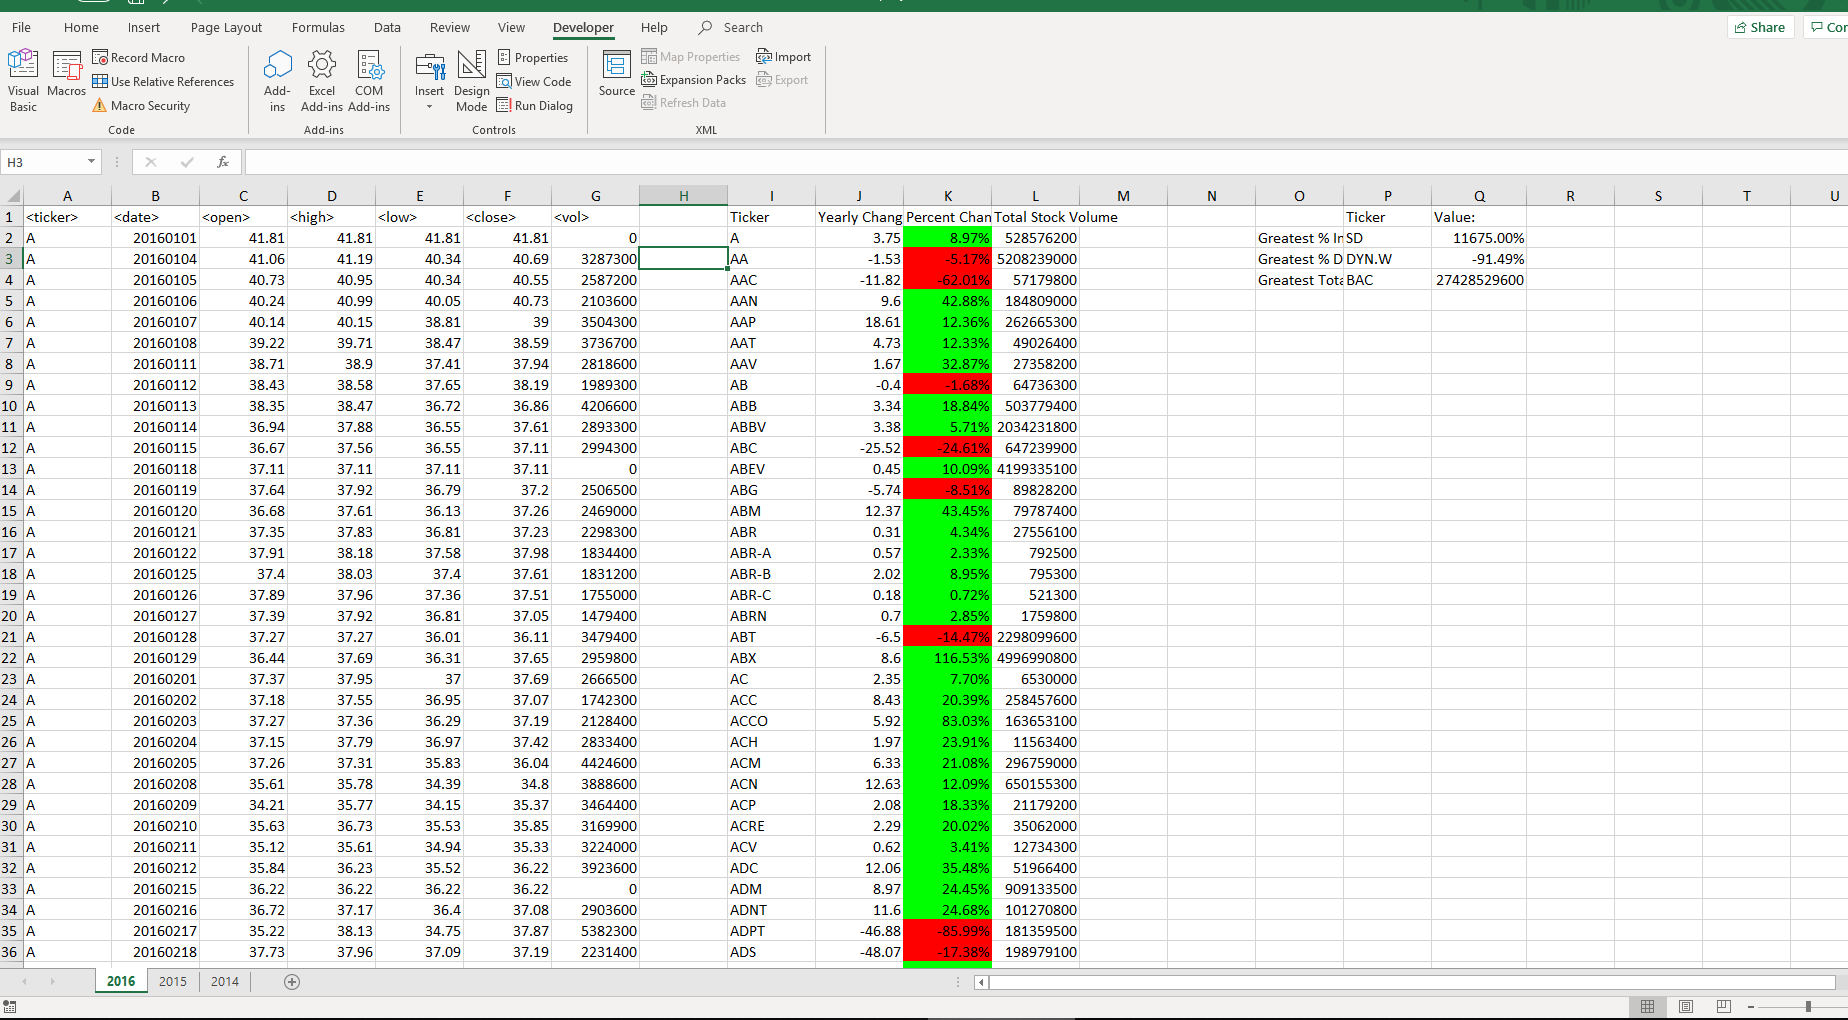 File Home Insert Page Layout Formulas Data Review View Developer Help Search Share
Visual Basic Macros Record Macro Use Relative References Macro Security Code
Add-ins Excel Add-ins COM Add-ins Add-ins
Insert Design Mode Properties View Code Run Dialog Controls
Source Map Properties Expansion Packs Refresh Data Import Export XML
H3 fx
A B C D E F G H I J K L M N O P Q R S T U
1 <ticker> <date> <open> <high> <low> <close> <vol> Ticker Yearly Chang Percent Chan Total Stock Volume Ticker Value:
2 A 20160101 41.81 41.81 41.81 41.81 0 A 3.75 8.97% 528576200 Greatest % In SD 11675.00%
3 A 20160104 41.06 41.19 40.34 40.69 3287300 AA -1.53 -5.17% 5208239000 Greatest % D DYN.W -91.49%
4 A 20160105 40.73 40.95 40.34 40.55 2587200 AAC -11.82 -62.01% 57179800 Greatest Tota BAC 27428529600
5 A 20160106 40.24 40.99 40.05 40.73 2103600 AAN 9.6 42.88% 184809000
6 A 20160107 40.14 40.15 38.81 39 3504300 AAP 18.61 12.36% 262665300
7 A 20160108 39.22 39.71 38.47 38.59 3736700 AAT 4.73 12.33% 49026400
8 A 20160111 38.71 38.9 37.41 37.94 2818600 AAV 1.67 32.87% 27358200
9 A 20160112 38.43 38.58 37.65 38.19 1989300 AB -0.4 -1.68% 64736300
10 A 20160113 38.35 38.47 36.72 36.86 4206600 ABB 3.34 18.84% 503779400
11 A 20160114 36.94 37.88 36.55 37.61 2893300 ABBV 3.38 5.71% 2034231800
12 A 20160115 36.67 37.56 36.55 37.11 2994300 ABC -25.52 -24.61% 647239900
13 A 20160118 37.11 37.11 37.11 37.11 0 ABEV 0.45 10.09% 4199335100
14 A 20160119 37.64 37.92 36.79 37.2 2506500 ABG -5.74 -8.51% 89828200
15 A 20160120 36.68 37.61 36.13 37.26 2469000 ABM 12.37 43.45% 79787400
16 A 20160121 37.35 37.83 36.81 37.23 2298300 ABR 0.31 4.34% 27556100
17 A 20160122 37.91 38.18 37.58 37.98 1834400 ABR-A 0.57 2.33% 792500
18 A 20160125 37.4 38.03 37.4 37.61 1831200 ABR-B 2.02 8.95% 795300
19 A 20160126 37.89 37.96 37.36 37.51 1755000 ABR-C 0.18 0.72% 521300
20 A 20160127 37.39 37.92 36.81 37.05 1479400 ABRN 0.7 2.85% 1759800
21 A 20160128 37.27 37.27 36.01 36.11 3479400 ABT -6.5 -14.47% 2298099600
22 A 20160129 36.44 37.69 36.31 37.65 2959800 ABX 8.6 116.53% 4996990800
23 A 20160201 37.37 37.95 37 37.69 2666500 AC 2.35 7.70% 6530000
24 A 20160202 37.18 37.55 36.95 37.07 1742300 ACC 8.43 20.39% 258457600
25 A 20160203 37.27 37.36 36.29 37.19 2128400 ACCO 5.92 83.03% 163653100
26 A 20160204 37.15 37.79 36.97 37.42 2833400 ACH 1.97 23.91% 11563400
27 A 20160205 37.26 37.31 35.83 36.04 4424600 ACM 6.33 21.08% 296759000
28 A 20160208 35.61 35.78 34.39 34.8 3888600 ACN 12.63 12.09% 650155300
29 A 20160209 34.21 35.77 34.15 35.37 3464400 ACP 2.08 18.33% 21179200
30 A 20160210 35.63 36.73 35.53 35.85 3169900 ACRE 2.29 20.02% 35062000
31 A 20160211 35.12 35.61 34.94 35.33 3224000 ACV 0.62 3.41% 12734300
32 A 20160212 35.84 36.23 35.52 36.22 3923600 ADC 12.06 35.48% 51966400
33 A 20160215 36.22 36.22 36.22 36.22 0 ADM 8.97 24.45% 909133500
34 A 20160216 36.72 37.17 36.4 37.08 2903600 ADNT 11.6 24.68% 101270800
35 A 20160217 35.22 38.13 34.75 37.87 5382300 ADPT -46.88 -85.99% 181359500
36 A 20160218 37.73 37.96 37.09 37.19 2231400 ADS -48.07 -17.38% 198979100
2016 2015 2014